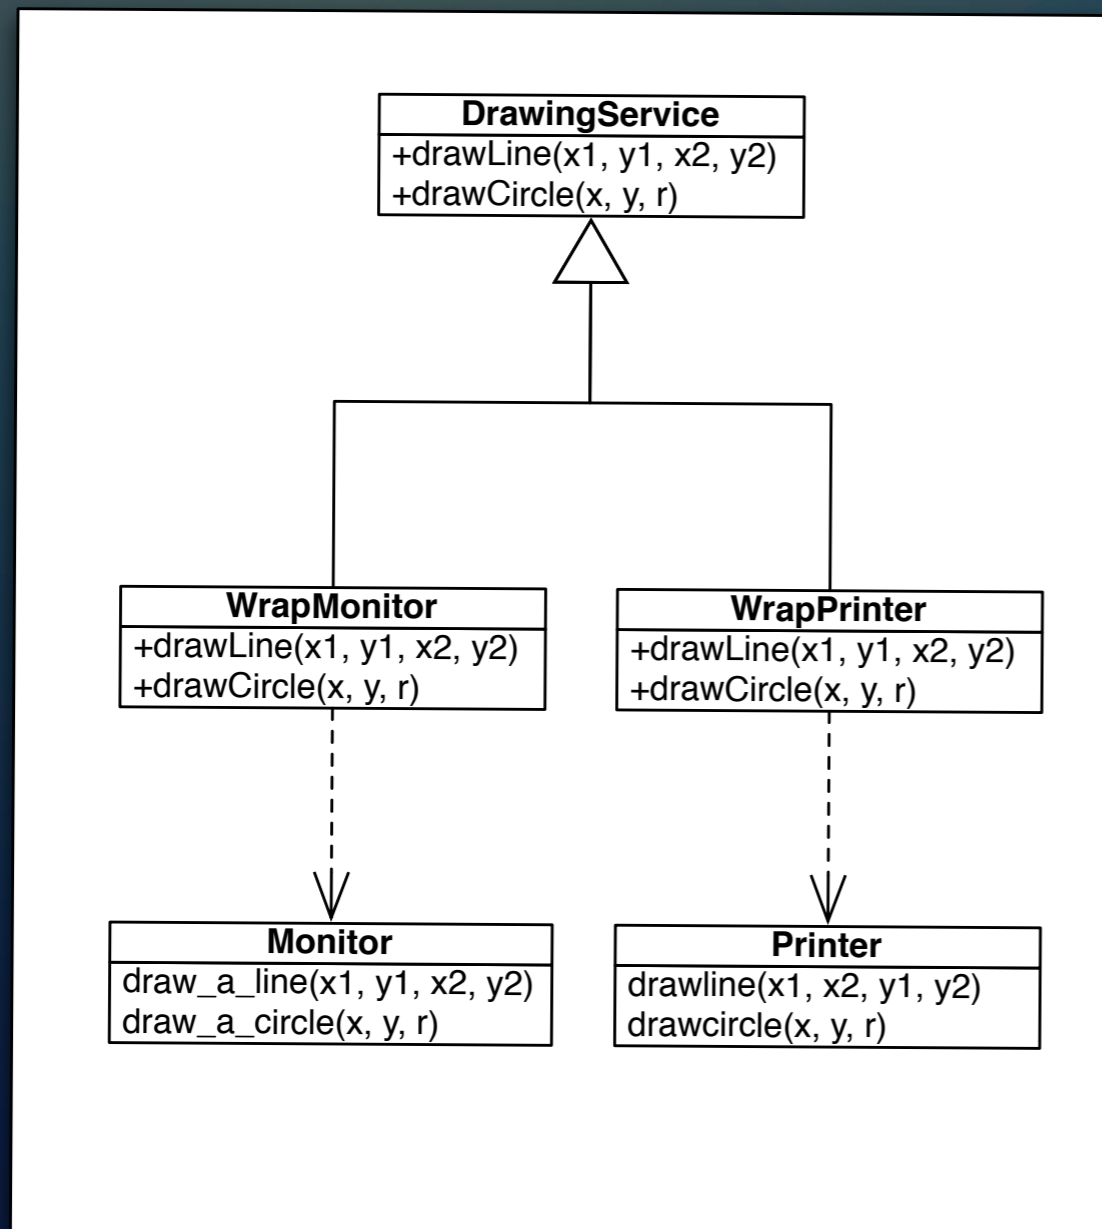 DrawingService
+drawLine(x1, y1, x2, y2)
+drawCircle(x, y, r)
WrapMonitor
+drawLine(x1, y1, x2, y2)
+drawCircle(x, y, r)
WrapPrinter
+drawLine(x1, y1, x2, y2)
+drawCircle(x, y, r)
Monitor
draw_a_line(x1, y1, x2, y2)
draw_a_circle(x, y, r)
Printer
drawline(x1, x2, y1, y2)
drawcircle(x, y, r)